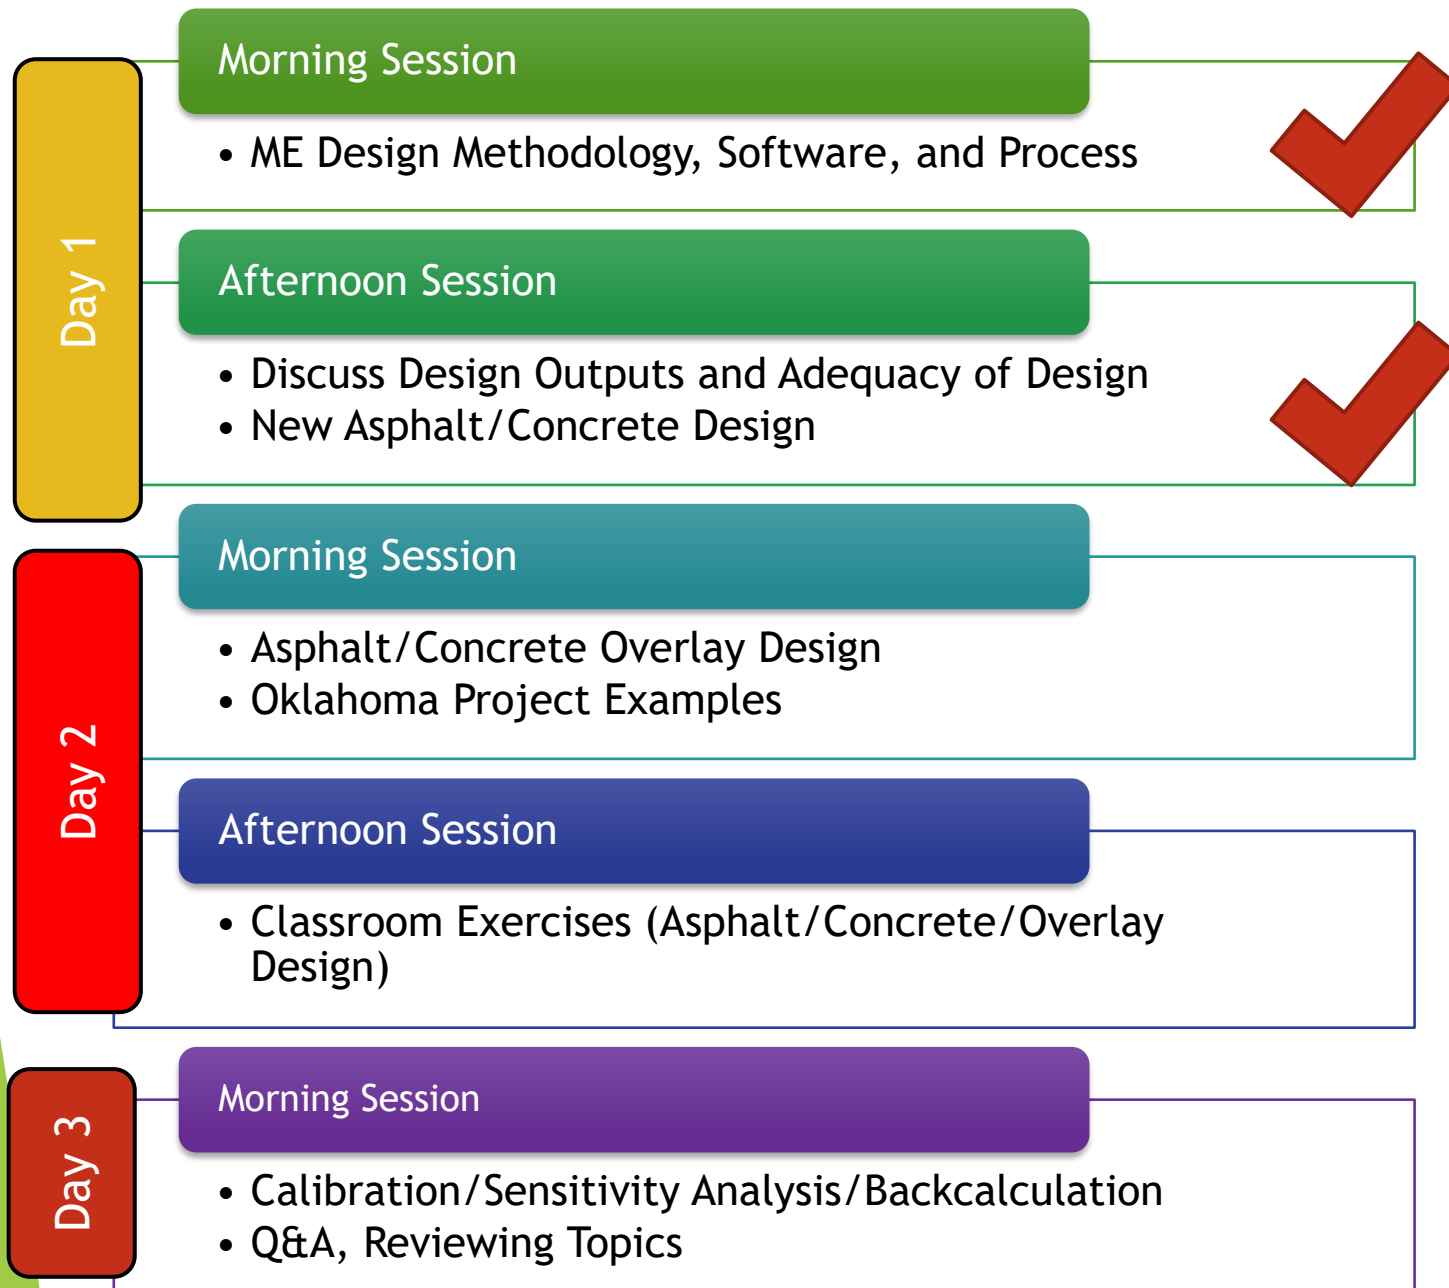 Day 1
Morning Session
• ME Design Methodology, Software, and Process
Afternoon Session
• Discuss Design Outputs and Adequacy of Design
• New Asphalt/Concrete Design
Day 2
Morning Session
• Asphalt/Concrete Overlay Design
• Oklahoma Project Examples
Afternoon Session
• Classroom Exercises (Asphalt/Concrete/Overlay
Design)
Day 3
Morning Session
• Calibration/Sensitivity Analysis/Backcalculation
• Q&A, Reviewing Topics